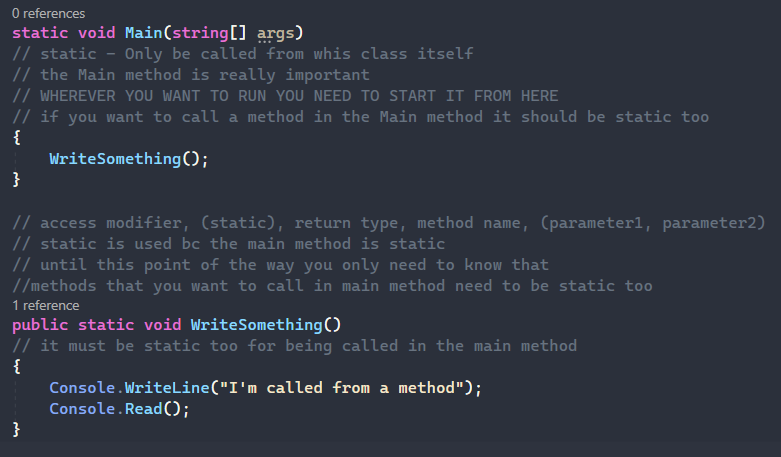 0 references
static void Main(string[] args)
// static - Only be called from whis class itself
// the Main method is really important
// WHEREVER YOU WANT TO RUN YOU NEED TO START IT FROM HERE
// if you want to call a method in the Main method it should be static too
{
WriteSomething();
}
// access modifier, (static), return type, method name, (parameter1, parameter2)
// static is used bc the main method is static
// until this point of the way you only need to know that
//methods that you want to call in main method need to be static too
1 reference
public static void WriteSomething()
// it must be static too for being called in the main method
{
Console.WriteLine("I'm called from a method");
Console.Read();
}